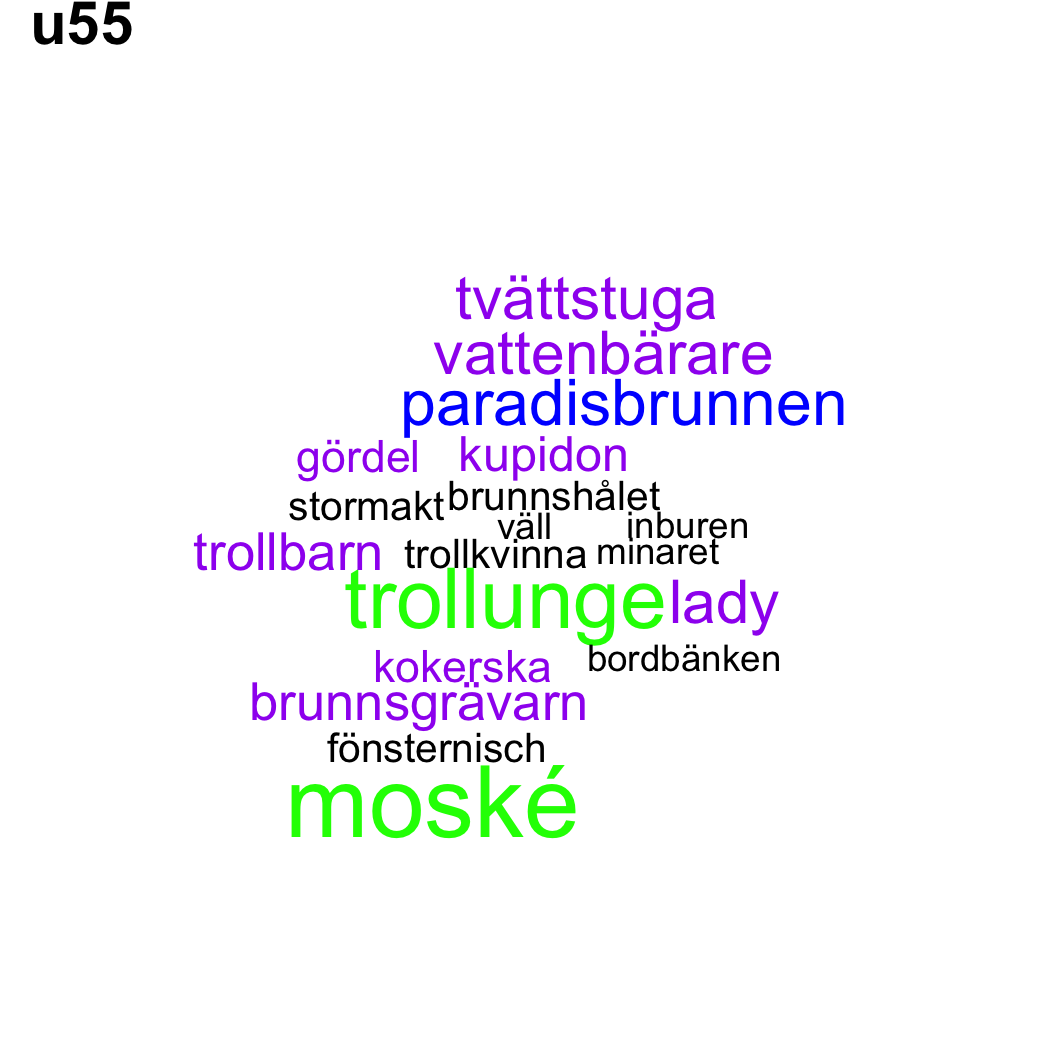 u55
tvättstuga
vattenbärare
paradisbrunnen
gördel kupidon
stormakt brunnshålet
väll inburen
trollbarn trollkvinna minaret
trollunge lady
kokerska bordbänken
brunnsgrävarn
fönsternisch
moské